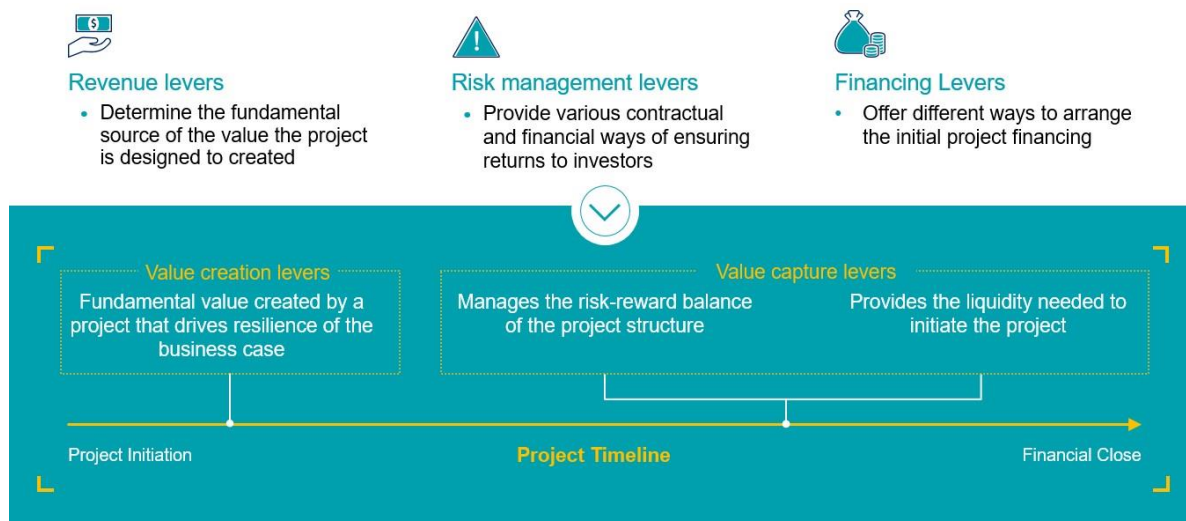 $
!
Revenue levers
• Determine the fundamental
source of the value the project
is designed to created
Risk management levers
• Provide various contractual
and financial ways of ensuring
returns to investors
Financing Levers
• Offer different ways to arrange
the initial project financing
Value creation levers
Fundamental value created by a
project that drives resilience of the
business case
Value capture levers
Manages the risk-reward balance
of the project structure
Provides the liquidity needed to
initiate the project
Project Initiation
Project Timeline
Financial Close